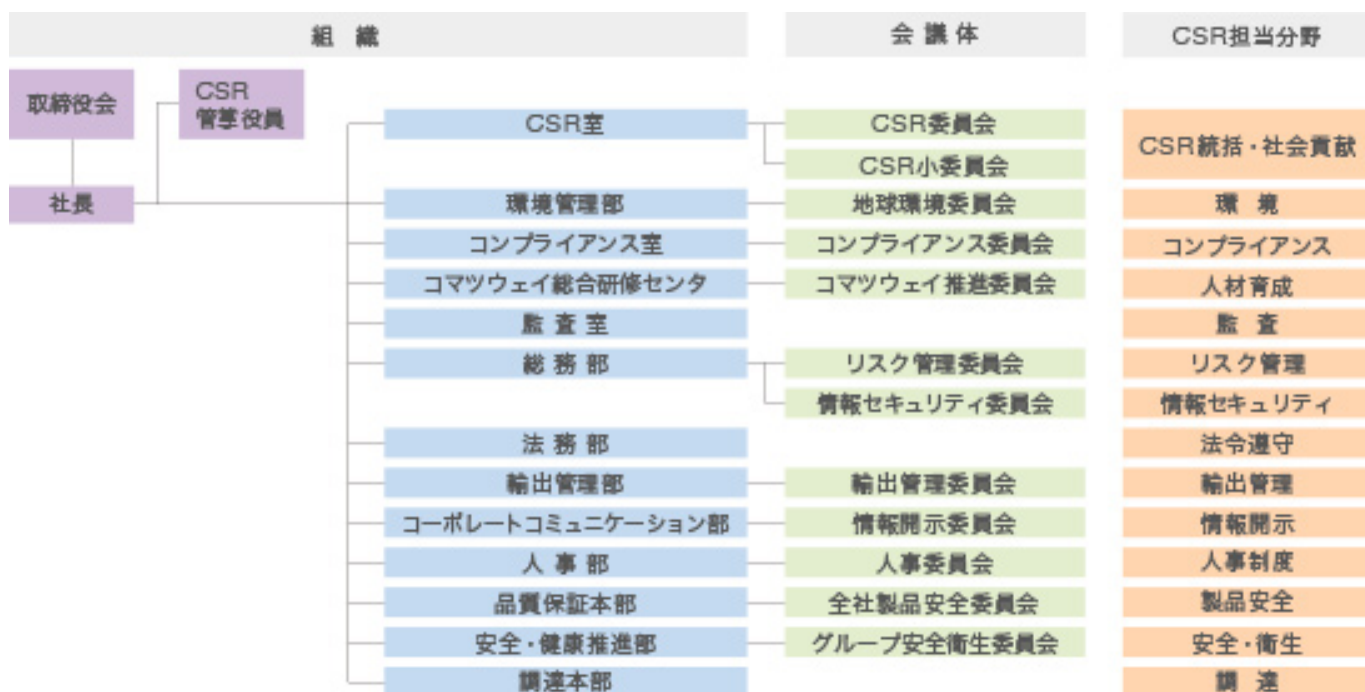 組 織
会 議 体
CSR担当分野
取締役会
CSR
管掌役員
社長
CSR室
CSR委員会
CSR統括・社会貢献
CSR小委員会
環境管理部
地球環境委員会
環 境
コンプライアンス室
コンプライアンス委員会
コンプライアンス
コマツウェイ総合研修センタ
コマツウェイ推進委員会
人材育成
監 査 室
監 査
総 務 部
リスク管理委員会
リスク管理
情報セキュリティ委員会
情報セキュリティ
法 務 部
法令遵守
輸出管理部
輸出管理委員会
輸出管理
コーポレートコミュニケーション部
情報開示委員会
情報開示
人 事 部
人事委員会
人事制度
品質保証本部
全社製品安全委員会
製品安全
安全・健康推進部
グループ安全衛生委員会
安全・衛生
調達本部
調 達